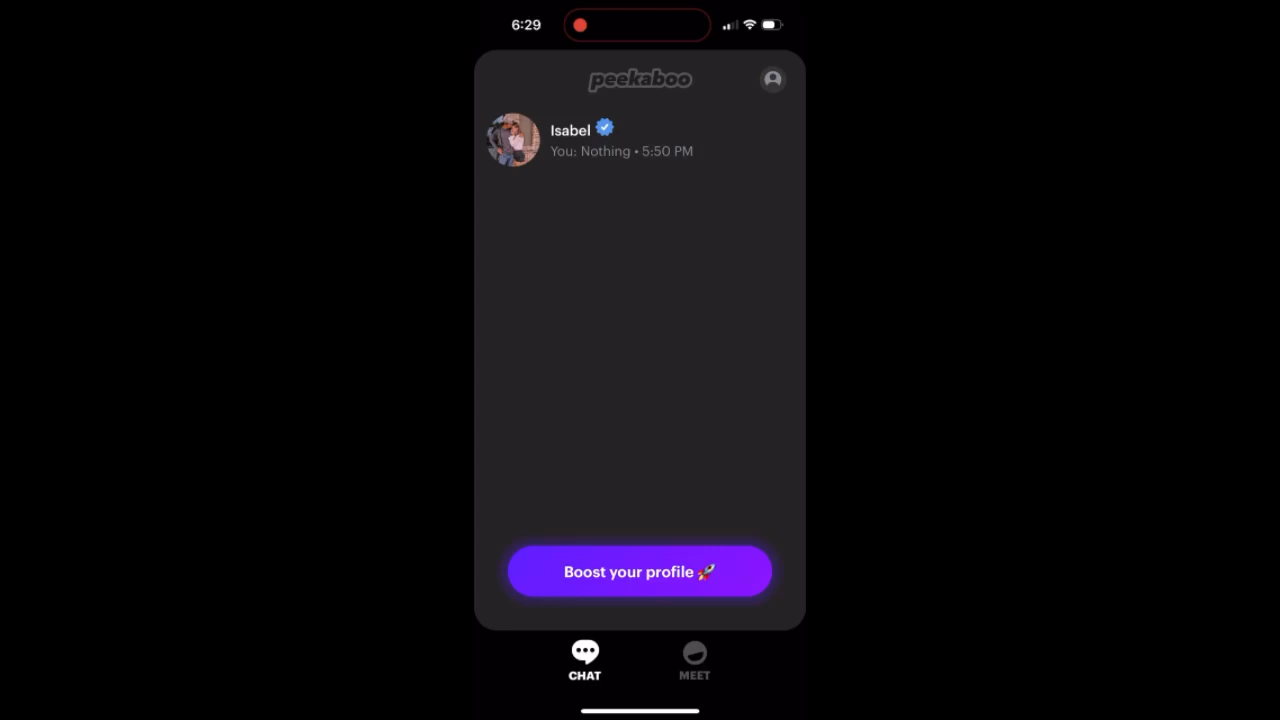 6:29
peekaboo
Isabel
You: Nothing • 5:50 PM
Boost your profile 🚀
CHAT
MEET